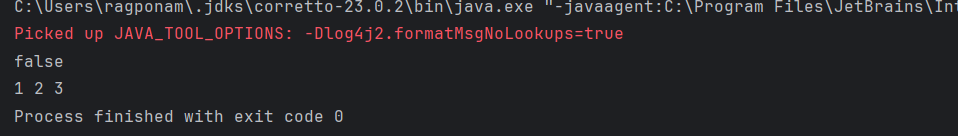 C:\Users\ragponam\.jdks\corretto-23.0.2\bin\java.exe "-javaagent:C:\Program Files\JetBrains\Int
Picked up JAVA_TOOL_OPTIONS: -Dlog4j2.formatMsgNoLookups=true
false
1 2 3
Process finished with exit code 0